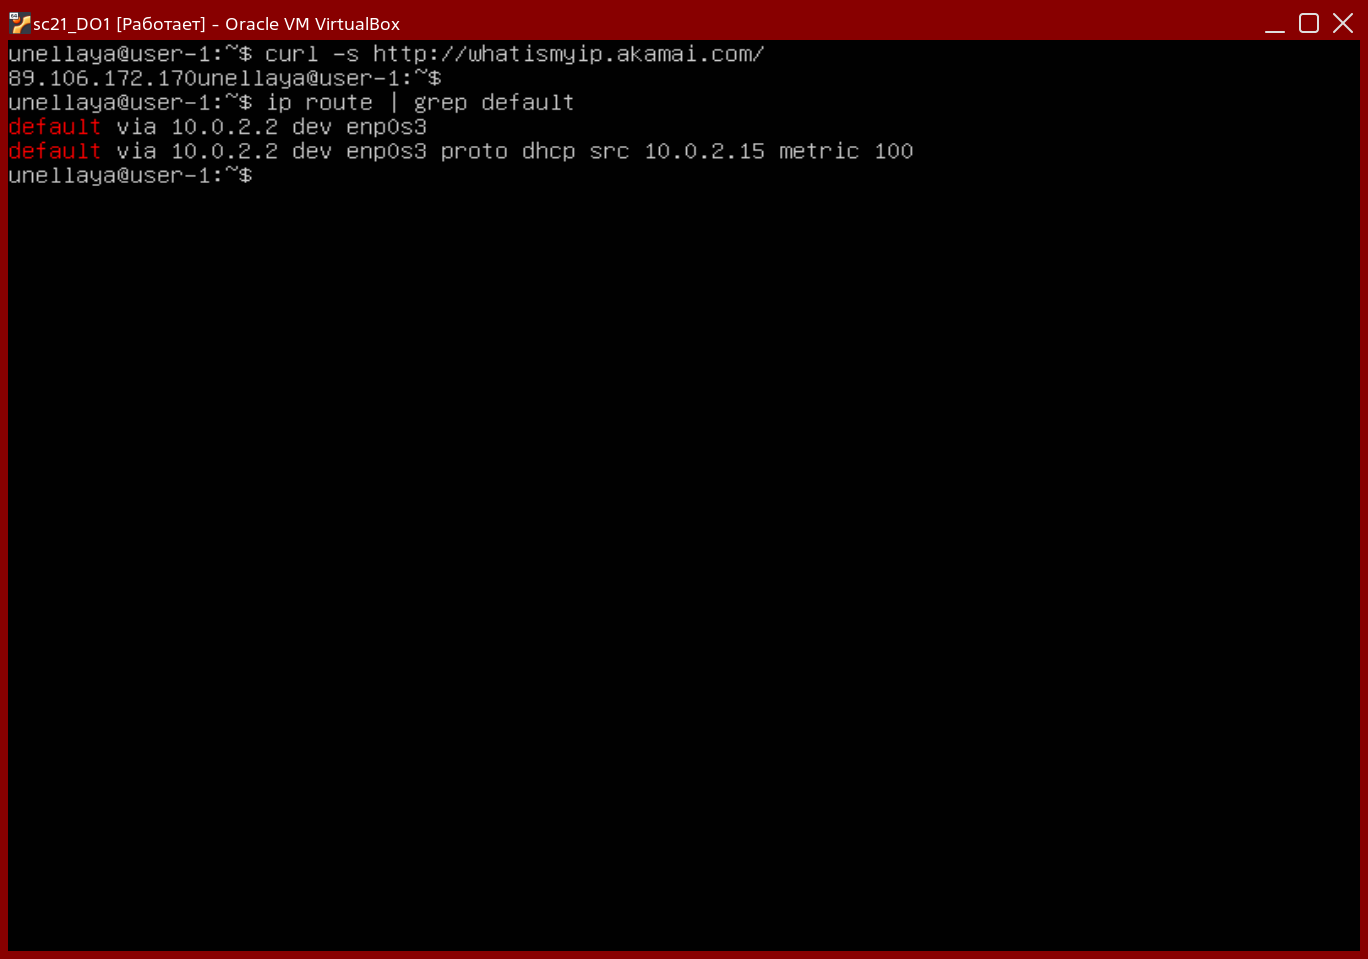 sc21_DO1 [Работает] - Oracle VM VirtualBox
unellaya@user-1:~$ curl -s http://whatismyip.akamai.com/
89.106.172.170unellaya@user-1:~$
unellaya@user-1:~$ ip route | grep default
default via 10.0.2.2 dev enp0s3
default via 10.0.2.2 dev enp0s3 proto dhcp src 10.0.2.15 metric 100
unellaya@user-1:~$